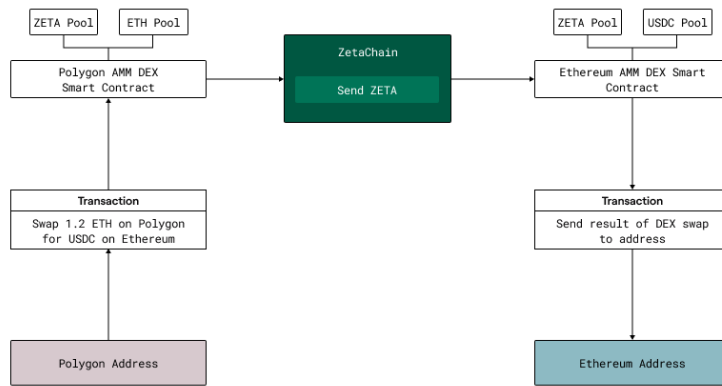 ZETA Pool
ETH Pool
Polygon AMM DEX
Smart Contract
ZetaChain
Send ZETA
ZETA Pool
USDC Pool
Ethereum AMM DEX Smart
Contract
Transaction
Swap 1.2 ETH on Polygon
for USDC on Ethereum
Transaction
Send result of DEX swap
to address
Polygon Address
Ethereum Address